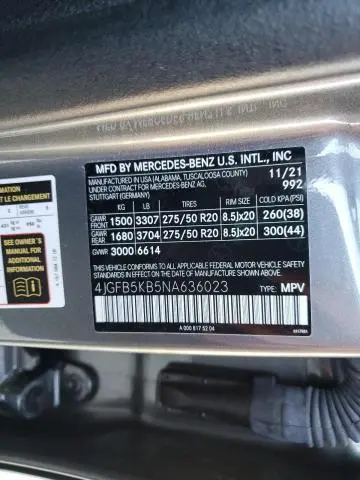 MFD BY MERCEDES-BENZ U.S. INTL., INC
FINISHED IN USA (ALABAMA, TUSCALOOSA COUNTY)
UNDER CONTRACT FOR MERCEDES-BENZ AG,
STUTTGART (GERMANY)
11/21
992
KG LB TIRES RIM SIZE COLD KPA(PSI)
GAWR FRONT 1500 3307 275/50 R20 8.5Jx20 260(38)
GAWR REAR 1680 3704 275/50 R20 8.5Jx20 300(44)
GVWR 3000 6614
THIS VEHICLE CONFORMS TO ALL APPLICABLE FEDERAL MOTOR VEHICLE
SAFETY STANDARDS IN EFFECT ON THE DATE OF MANUFACTURE SHOWN ABOVE.
4JGFB5KB5NA636023 TYPE: MPV
A 000 817 52 04
T LE CHARGEMENT
SEE OWNER'S
MANUAL FOR
ADDITIONAL
INFORMATION